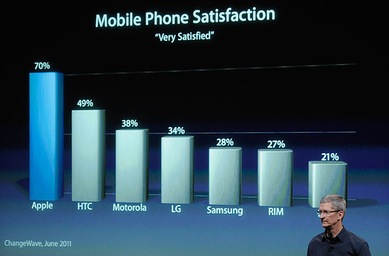 Mobile Phone Satisfaction
"Very Satisfied"
70%
49%
38%
34%
28%
27%
21%
Apple
HTC
Motorola
LG
Samsung
RIM
ChangeWave, June 2011